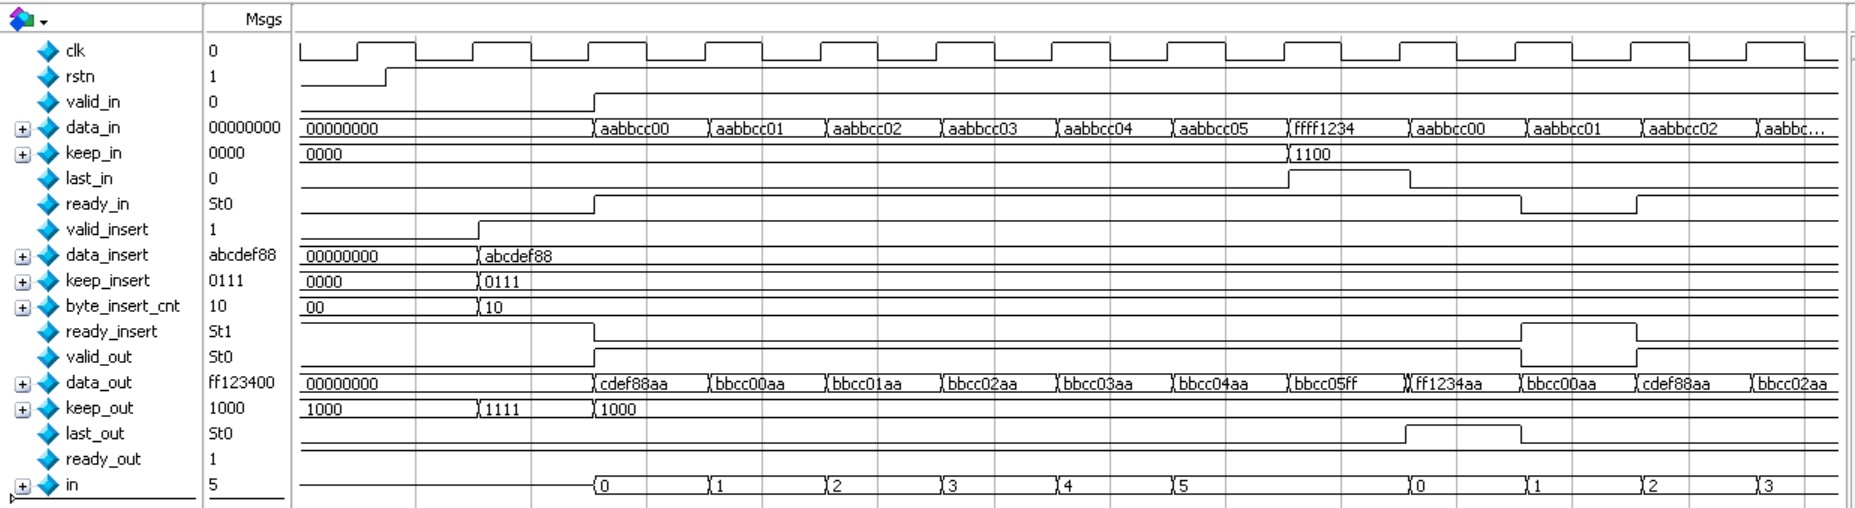 Msgs
clk 0
rstn 1
valid_in 0
data_in 00000000 00000000 aabbcc00 aabbcc01 aabbcc02 aabbcc03 aabbcc04 aabbcc05 ffff1234 aabbcc00 aabbcc01 aabbcc02 aabbc...
keep_in 0000 0000 1100
last_in 0
ready_in St0
valid_insert 1
data_insert abcdef88 00000000 abcdef88
keep_insert 0111 0000 0111
byte_insert_cnt 10 00 10
ready_insert St1
valid_out St0
data_out ff123400 00000000 cdef88aa bbcc00aa bbcc01aa bbcc02aa bbcc03aa bbcc04aa bbcc05ff ff1234aa bbcc00aa cdef88aa bbcc02aa
keep_out 1000 1000 1111 1000
last_out St0
ready_out 1
in 5 0 1 2 3 4 5 0 1 2 3